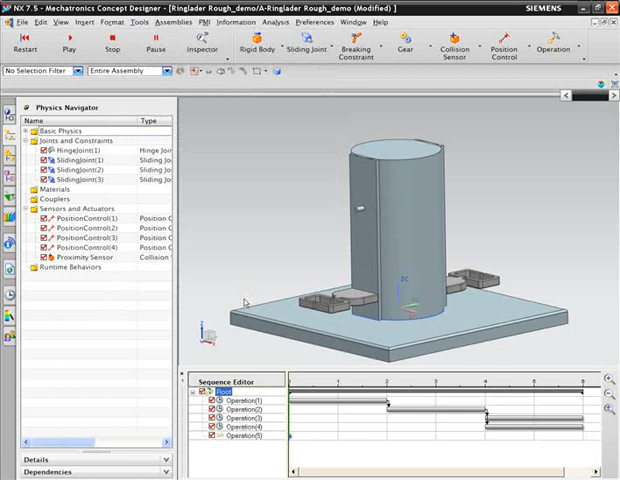 NX 7.5 - Mechatronics Concept Designer - [Ringlader Rough_demo/A-Ringlader Rough_demo (Modified) ]
File Edit View Insert Format Tools Assemblies PMI Information Analysis Preferences Window Help SIEMENS
Restart Play Stop Pause Inspector Rigid Body Sliding Joint Breaking Constraint Gear Collision Sensor Position Control Operation
No Selection Filter Entire Assembly
Physics Navigator
Name Type
Basic Physics
Joints and Constraints
HingeJoint(1) Hinge Join
SlidingJoint(1) Sliding Jo
SlidingJoint(2) Sliding Jo
SlidingJoint(3) Sliding Jo
Materials
Couplers
Sensors and Actuators
PositionControl(1) Position C
PositionControl(2) Position C
PositionControl(3) Position C
PositionControl(4) Position C
Proximity Sensor Collision S
Runtime Behaviors
ZC
Sequence Editor 0 1 2 3 4 5 6
Root
Operation(1)
Operation(2)
Operation(3)
Operation(4)
Operation(5)
Details
Dependencies